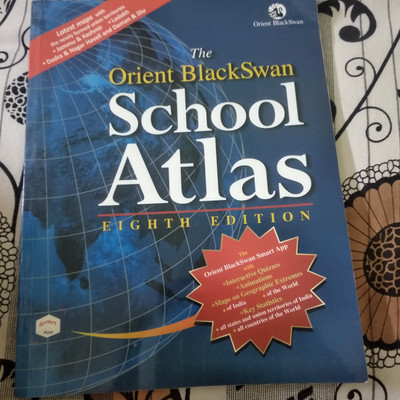 Latest maps with
the newly formed union territories
• Jammu & Kashmir • Ladakh
• Dadra & Nagar Haveli and Daman & Diu
Orient BlackSwan
The
Orient BlackSwan
School
Atlas
EIGHTH EDITION
The
Orient BlackSwan Smart App
with
•Interactive Quizzes
•Animations
•Maps on Geographic Extremes
• of India • of the World
•Key Statistics
• all states and union territories of India
• all countries of the World